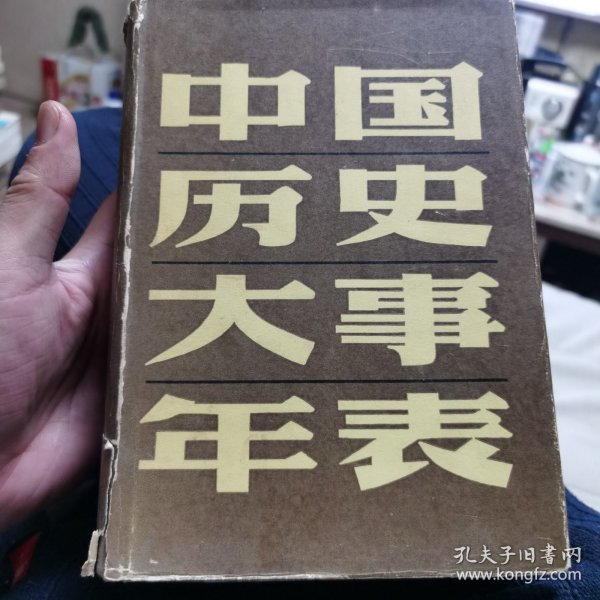 中国
历史
大事
年表
孔夫子旧书网
www.kongfz.com